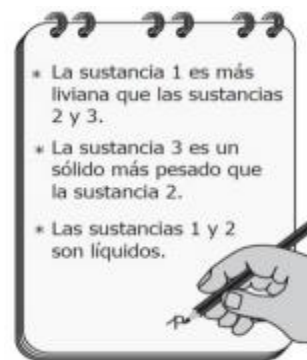 * La sustancia 1 es más
liviana que las sustancias
2 y 3.
* La sustancia 3 es un
sólido más pesado que
la sustancia 2.
* Las sustancias 1 y 2
son líquidos.